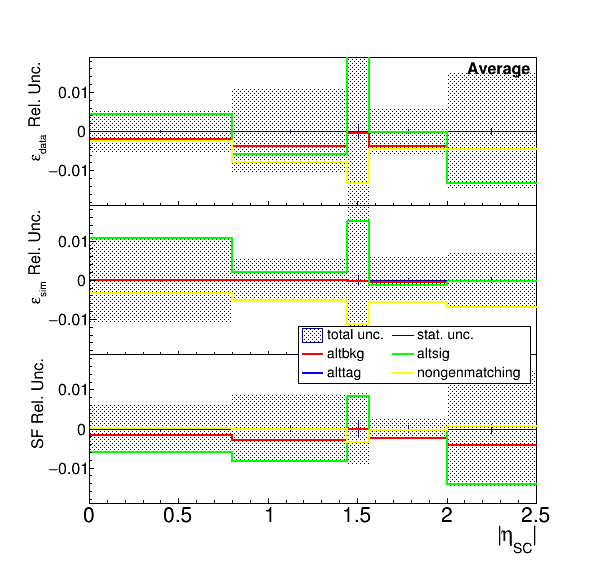 Average
ε_data Rel. Unc.
0.01
0
−0.01
ε_sim Rel. Unc.
0.01
0
−0.01
total unc. stat. unc.
altbkg altsig
alttag nongenmatching
SF Rel. Unc.
0.01
0
−0.01
0 0.5 1 1.5 2 2.5
|η_SC|